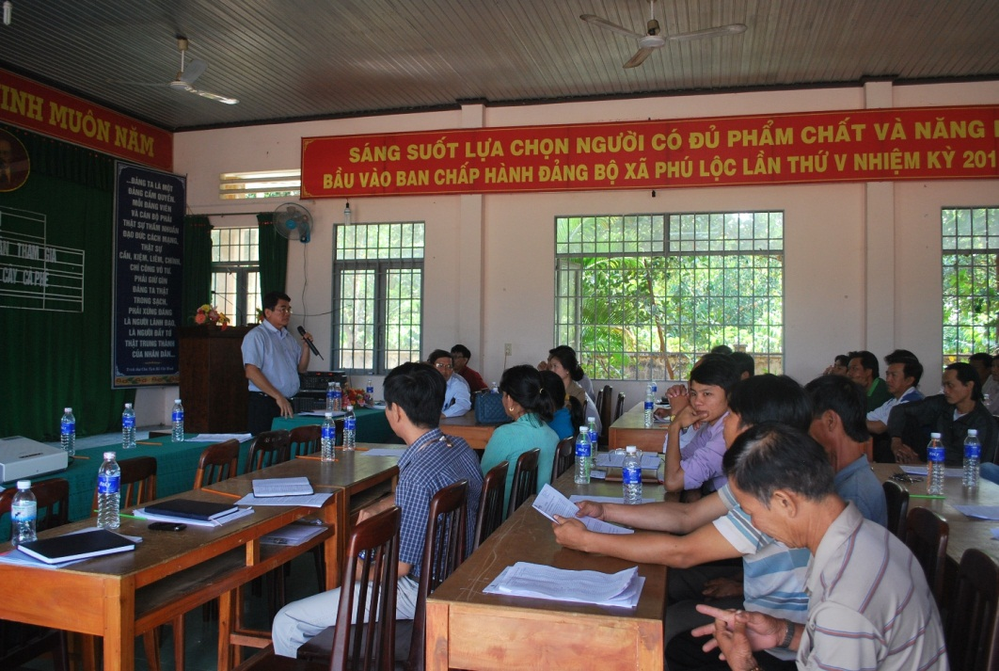 INH MUÔN NĂM
SÁNG SUỐT LỰA CHỌN NGƯỜI CÓ ĐỦ PHẨM CHẤT VÀ NĂNG
BẦU VÀO BAN CHẤP HÀNH ĐẢNG BỘ XÃ PHÚ LỘC LẦN THỨ V NHIỆM KỲ 201
...ĐẢNG TA LÀ MỘT
ĐẢNG CẦM QUYỀN.
MỖI ĐẢNG VIÊN
VÀ CÁN BỘ PHẢI
THẬT SỰ THẤM NHUẦN
ĐẠO ĐỨC CÁCH MẠNG,
THẬT SỰ
CẦN, KIỆM, LIÊM, CHÍNH,
CHÍ CÔNG VÔ TƯ.
PHẢI GIỮ GÌN
ĐẢNG TA THẬT
TRONG SẠCH,
PHẢI XỨNG ĐÁNG
LÀ NGƯỜI LÃNH ĐẠO,
LÀ NGƯỜI ĐẦY TỚ
THẬT TRUNG THÀNH
CỦA NHÂN DÂN...
THAM GIA
CÂY CÀ PHÊ